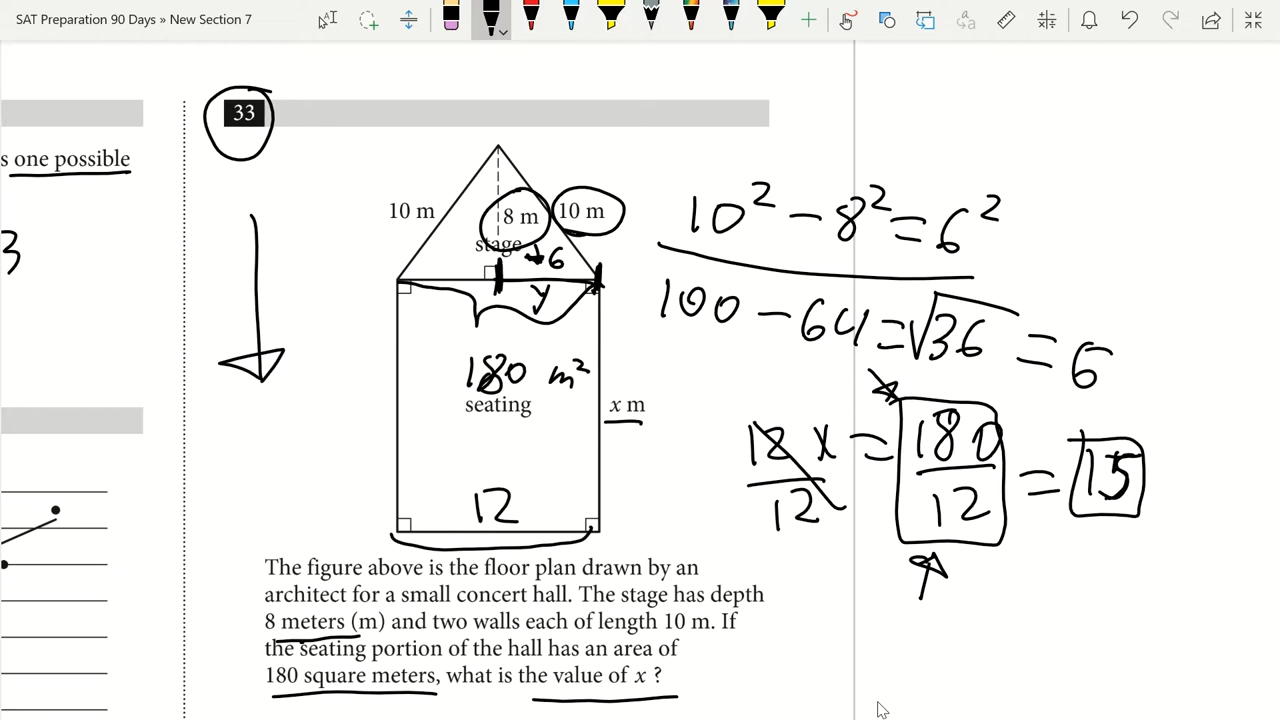 SAT Preparation 90 Days » New Section 7
33
s one possible
3
10 m
8 m
10 m
stage
6
y
180 m²
seating
x m
12
10² − 8² = 6²
100 − 64 = √36 = 6
12x/12 = 180/12 = 15
The figure above is the floor plan drawn by an
architect for a small concert hall. The stage has depth
8 meters (m) and two walls each of length 10 m. If
the seating portion of the hall has an area of
180 square meters, what is the value of x ?